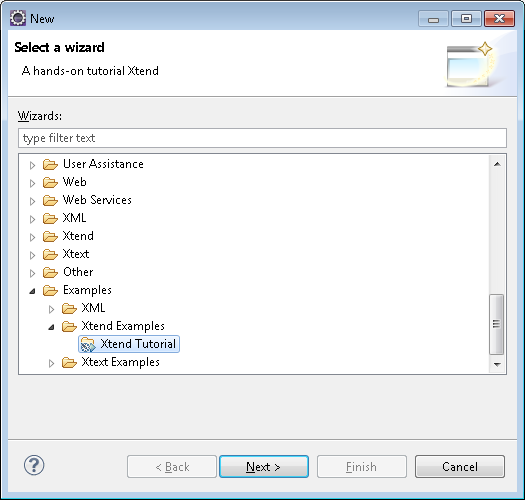 New
Select a wizard
A hands-on tutorial Xtend
Wizards:
type filter text
User Assistance
Web
Web Services
XML
Xtend
Xtext
Other
Examples
XML
Xtend Examples
Xtend Tutorial
Xtext Examples
< Back Next > Finish Cancel